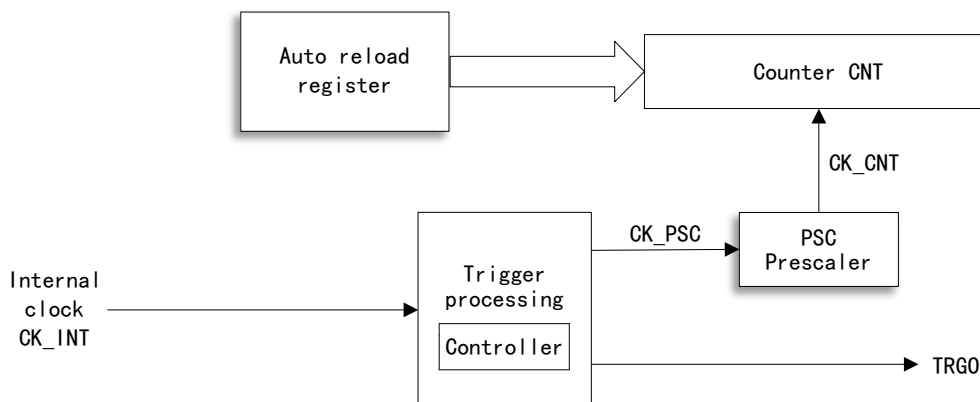 Auto reload
register
Counter CNT
CK_CNT
CK_PSC
PSC
Prescaler
Internal
clock
CK_INT
Trigger
processing
Controller
TRGO